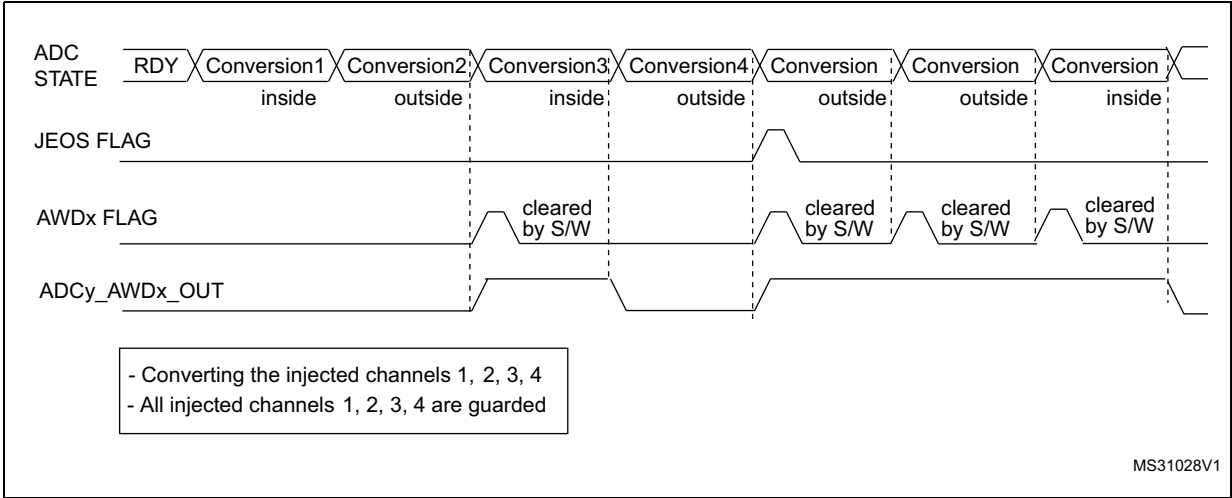 ADC
STATE
RDY Conversion1 Conversion2 Conversion3 Conversion4 Conversion Conversion Conversion
inside outside inside outside outside outside inside
JEOS FLAG
AWDx FLAG
cleared
by S/W
cleared
by S/W
cleared
by S/W
cleared
by S/W
ADCy_AWDx_OUT
- Converting the injected channels 1, 2, 3, 4
- All injected channels 1, 2, 3, 4 are guarded
MS31028V1